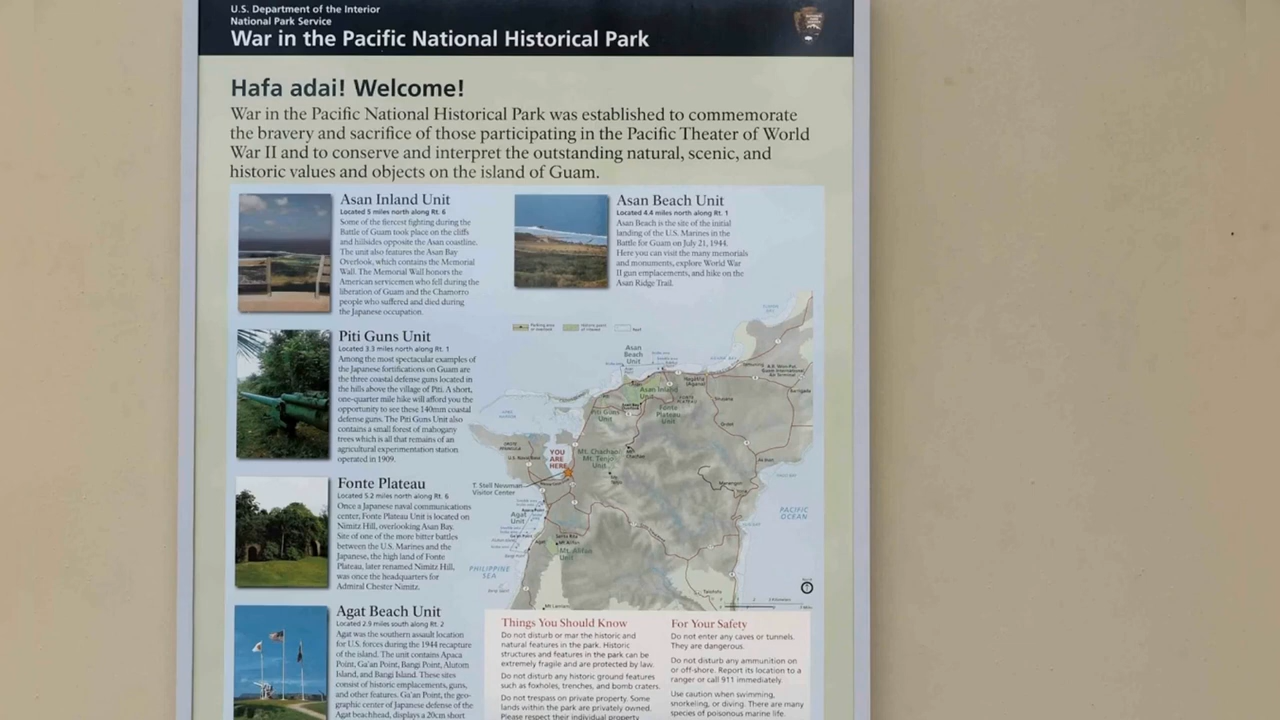 U.S. Department of the Interior
National Park Service
War in the Pacific National Historical Park
Hafa adai! Welcome!
War in the Pacific National Historical Park was established to commemorate
the bravery and sacrifice of those participating in the Pacific Theater of World
War II and to conserve and interpret the outstanding natural, scenic, and
historic values and objects on the island of Guam.
Asan Inland Unit
Located 5 miles north along Rt. 6
Some of the fiercest fighting during the
Battle of Guam took place on the cliffs
and hillsides opposite the Asan coastline.
The unit also features the Asan Bay
Overlook, which contains the Memorial
Wall. The Memorial Wall honors the
American servicemen who fell during the
liberation of Guam and the Chamorro
people who suffered and died during
the Japanese occupation.
Asan Beach Unit
Located 4.4 miles north along Rt. 1
Asan Beach is the site of the initial
landing of the U.S. Marines in the
Battle for Guam on July 21, 1944.
Here you can visit the many memorials
and monuments, explore World War
II gun emplacements, and hike on the
Asan Ridge Trail.
Piti Guns Unit
Located 3.3 miles north along Rt. 1
Among the most spectacular examples of
the Japanese fortifications on Guam are
the three coastal defense guns located in
the hills above the village of Piti. A short,
one-quarter mile hike will afford you the
opportunity to see these 140mm coastal
defense guns. The Piti Guns Unit also
contains a small forest of mahogany
trees which is all that remains of an
agricultural experimentation station
operated in 1909.
Fonte Plateau
Located 5.2 miles north along Rt. 6
Once a Japanese naval communications
center, Fonte Plateau Unit is located on
Nimitz Hill, overlooking Asan Bay.
Site of one of the more bitter battles
between the U.S. Marines and the
Japanese, the high land of Fonte
Plateau, later renamed Nimitz Hill,
was once the headquarters for
Admiral Chester Nimitz.
Agat Beach Unit
Located 2.9 miles south along Rt. 2
Agat was the southern assault location
for U.S. forces during the 1944 recapture
of the island. The unit contains Apaca
Point, Ga'an Point, Bangi Point, Alutom
Island, and Bangi Island. These sites
consist of historic emplacements, guns,
and other features. Ga'an Point, the geo-
graphic center of Japanese defense of the
Agat beachhead, displays a 20cm short
Asan
Beach
Unit
Asan Inland
Unit
Piti Guns
Unit
Fonte
Plateau
Unit
YOU
ARE
HERE
Mt. Chachao
Mt. Tenjo
Unit
T. Stell Newman
Visitor Center
Agat
Unit
Mt. Alifan
Unit
PHILIPPINE
SEA
PACIFIC
OCEAN
Things You Should Know
Do not disturb or mar the historic and
natural features in the park. Historic
structures and features in the park can be
extremely fragile and are protected by law.
Do not disturb any historic ground features
such as foxholes, trenches, and bomb craters.
Do not trespass on private property. Some
lands within the park are privately owned.
Please respect their individual property
For Your Safety
Do not enter any caves or tunnels.
They are dangerous.
Do not disturb any ammunition on
or off-shore. Report its location to a
ranger or call 911 immediately.
Use caution when swimming,
snorkeling, or diving. There are many
species of poisonous marine life.